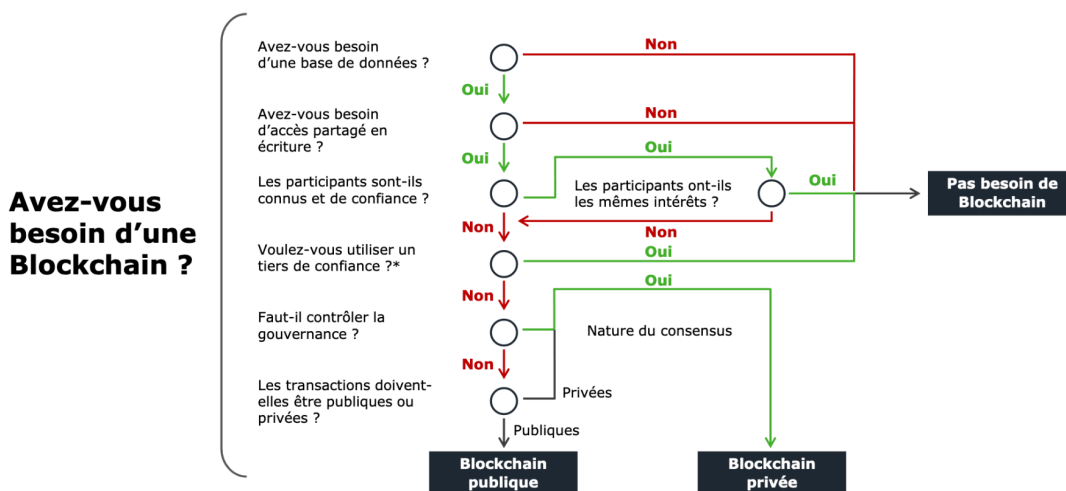 Avez-vous
besoin d'une
Blockchain ?
Avez-vous besoin
d'une base de données ?
Non
Oui
Avez-vous besoin
d'accès partagé en
écriture ?
Non
Oui
Oui
Les participants sont-ils
connus et de confiance ?
Les participants ont-ils
les mêmes intérêts ?
Oui
Pas besoin de
Blockchain
Non
Non
Voulez-vous utiliser un
tiers de confiance ?*
Oui
Non
Oui
Faut-il contrôler la
gouvernance ?
Nature du consensus
Non
Les transactions doivent-
elles être publiques ou
privées ?
Privées
Publiques
Blockchain
publique
Blockchain
privée